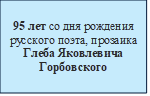 95 лет со дня рождения
русского поэта, прозаика
Глеба Яковлевича
Горбовского